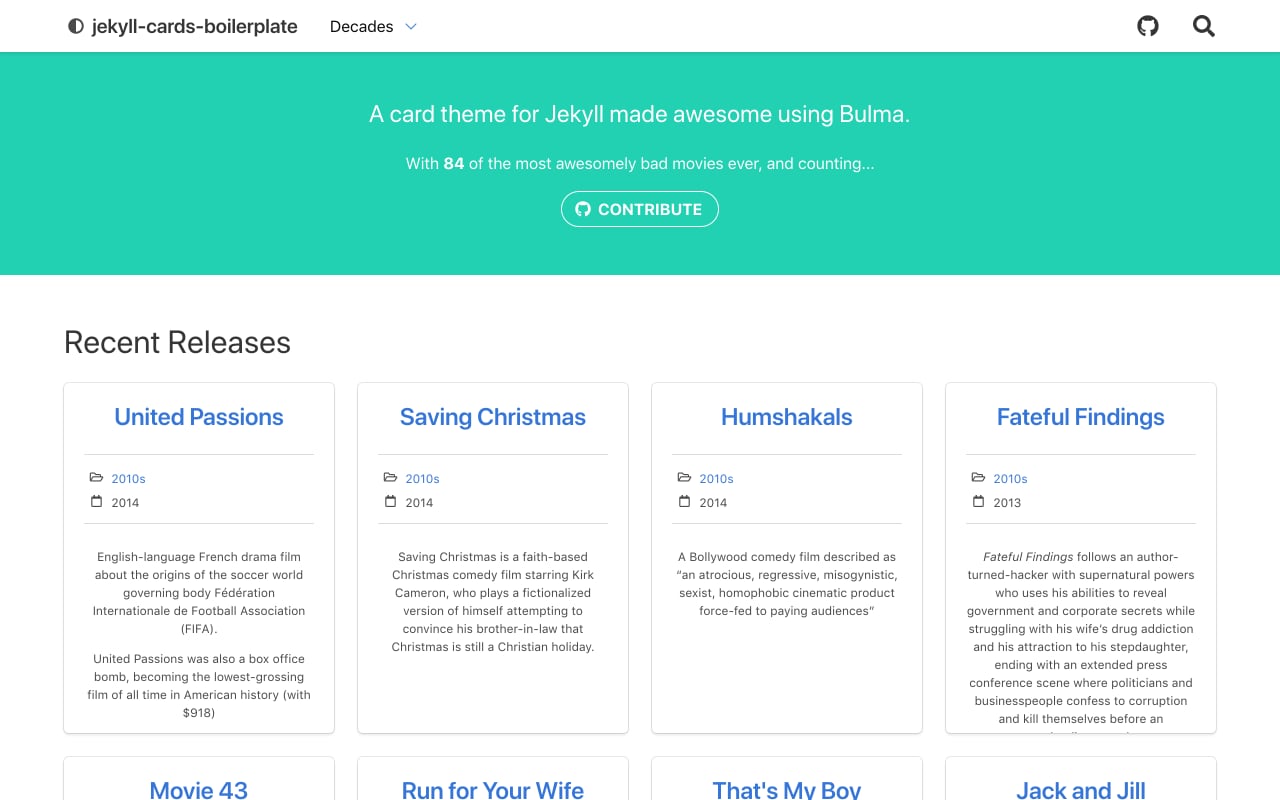 jekyll-cards-boilerplate
Decades
A card theme for Jekyll made awesome using Bulma.
With 84 of the most awesomely bad movies ever, and counting...
CONTRIBUTE
Recent Releases
United Passions
2010s
2014
English-language French drama film
about the origins of the soccer world
governing body Fédération
Internationale de Football Association
(FIFA).
United Passions was also a box office
bomb, becoming the lowest-grossing
film of all time in American history (with
$918)
Saving Christmas
2010s
2014
Saving Christmas is a faith-based
Christmas comedy film starring Kirk
Cameron, who plays a fictionalized
version of himself attempting to
convince his brother-in-law that
Christmas is still a Christian holiday.
Humshakals
2010s
2014
A Bollywood comedy film described as
“an atrocious, regressive, misogynistic,
sexist, homophobic cinematic product
force-fed to paying audiences”
Fateful Findings
2010s
2013
Fateful Findings follows an author-
turned-hacker with supernatural powers
who uses his abilities to reveal
government and corporate secrets while
struggling with his wife’s drug addiction
and his attraction to his stepdaughter,
ending with an extended press
conference scene where politicians and
businesspeople confess to corruption
and kill themselves before an
Movie 43
Run for Your Wife
That's My Boy
Jack and Jill